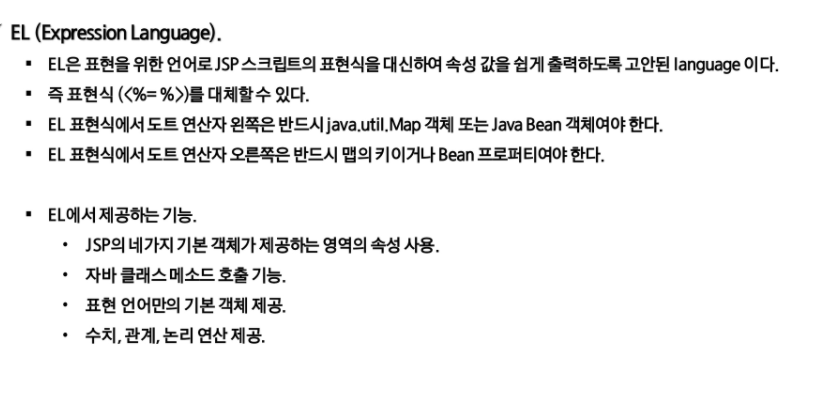 EL (Expression Language).
▪ EL은 표현을 위한 언어로 JSP 스크립트의 표현식을 대신하여 속성 값을 쉽게 출력하도록 고안된 language 이다.
▪ 즉 표현식 (<%= %>)를 대체할 수 있다.
▪ EL 표현식에서 도트 연산자 왼쪽은 반드시 java.util.Map 객체 또는 Java Bean 객체여야 한다.
▪ EL 표현식에서 도트 연산자 오른쪽은 반드시 맵의 키이거나 Bean 프로퍼티여야 한다.
▪ EL에서 제공하는 기능.
• JSP의 네가지 기본 객체가 제공하는 영역의 속성 사용.
• 자바 클래스 메소드 호출 기능.
• 표현 언어만의 기본 객체 제공.
• 수치, 관계, 논리 연산 제공.